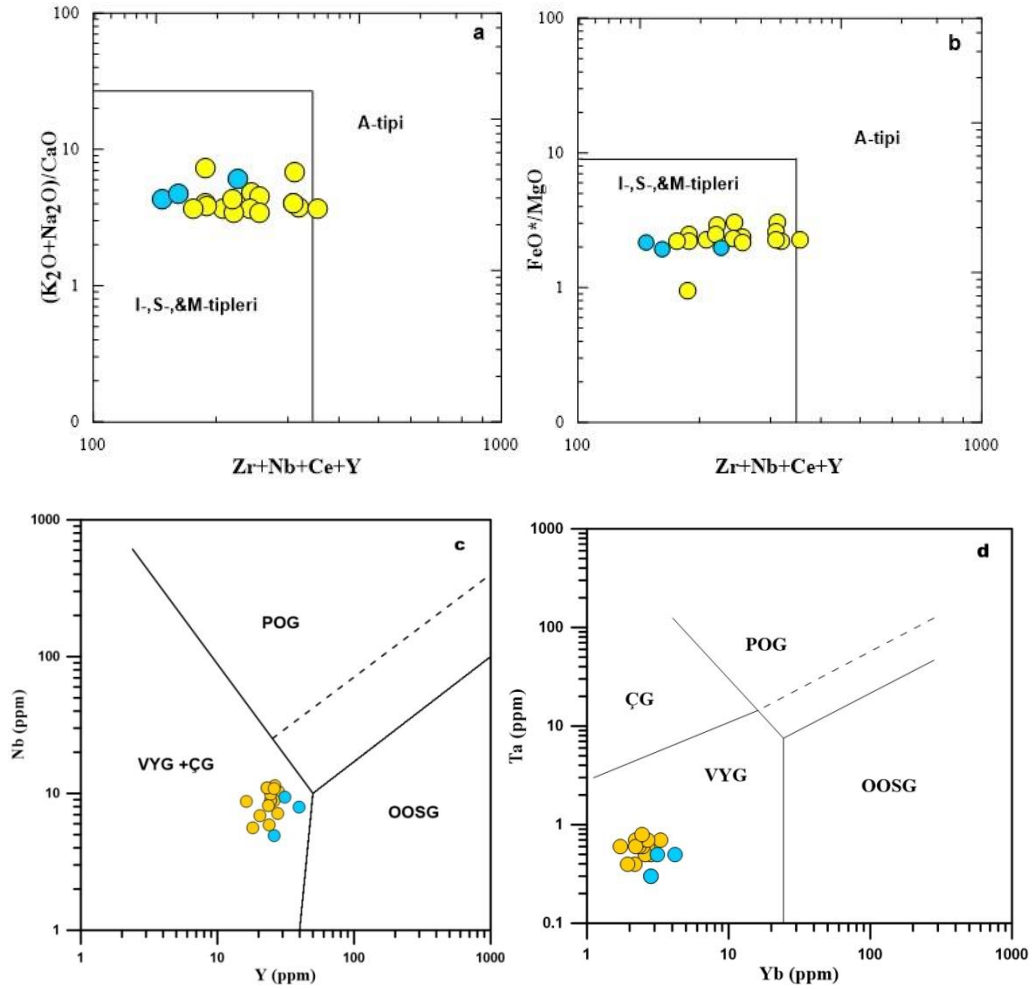 a
100
10
1
0
(K₂O+Na₂O)/CaO
A-tipi
I-,S-,&M-tipleri
100
1000
Zr+Nb+Ce+Y
b
100
10
1
0
FeO*/MgO
A-tipi
I-,S-,&M-tipleri
100
1000
Zr+Nb+Ce+Y
c
1000
100
10
1
Nb (ppm)
POG
VYG +ÇG
OOSG
1
10
100
1000
Y (ppm)
d
1000
100
10
1
0.1
Ta (ppm)
POG
ÇG
VYG
OOSG
1
10
100
1000
Yb (ppm)